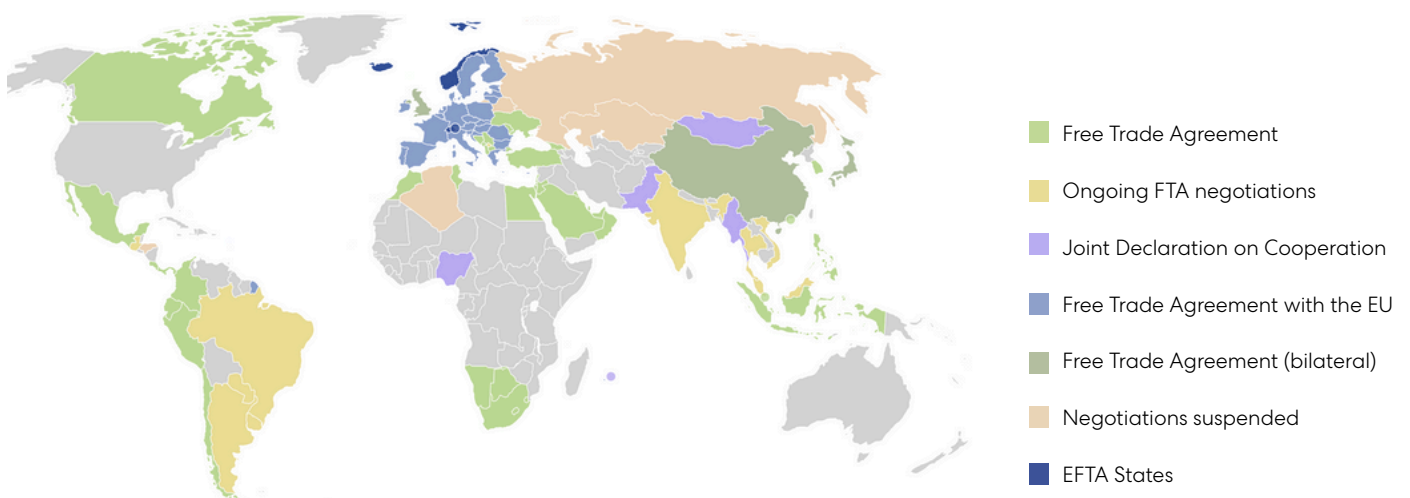 Free Trade Agreement
Ongoing FTA negotiations
Joint Declaration on Cooperation
Free Trade Agreement with the EU
Free Trade Agreement (bilateral)
Negotiations suspended
EFTA States